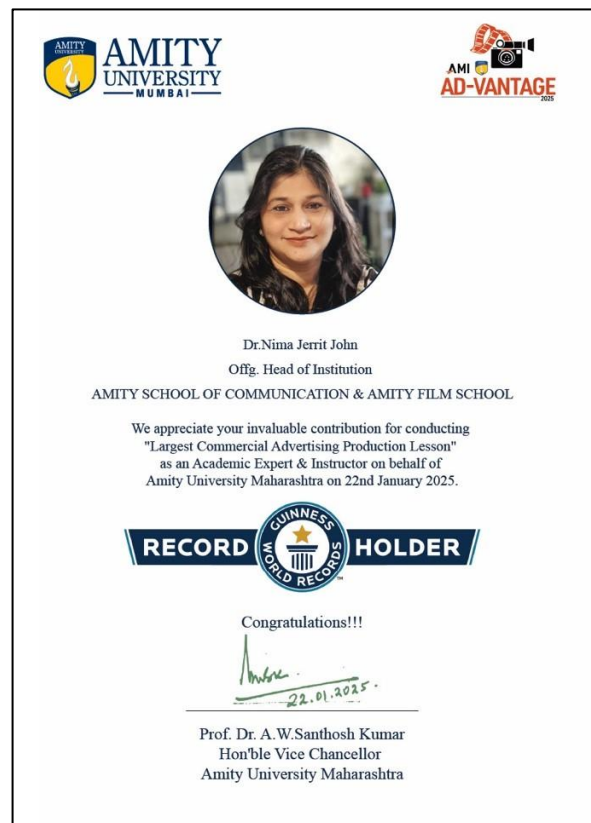 AMITY
UNIVERSITY
AMITY
UNIVERSITY
MUMBAI
AMI
AD-VANTAGE
2025
Dr.Nima Jerrit John
Offg. Head of Institution
AMITY SCHOOL OF COMMUNICATION & AMITY FILM SCHOOL
We appreciate your invaluable contribution for conducting
"Largest Commercial Advertising Production Lesson"
as an Academic Expert & Instructor on behalf of
Amity University Maharashtra on 22nd January 2025.
RECORD
GUINNESS
WORLD RECORDS
TM
HOLDER
Congratulations!!!
22.01.2025.
Prof. Dr. A.W.Santhosh Kumar
Hon'ble Vice Chancellor
Amity University Maharashtra